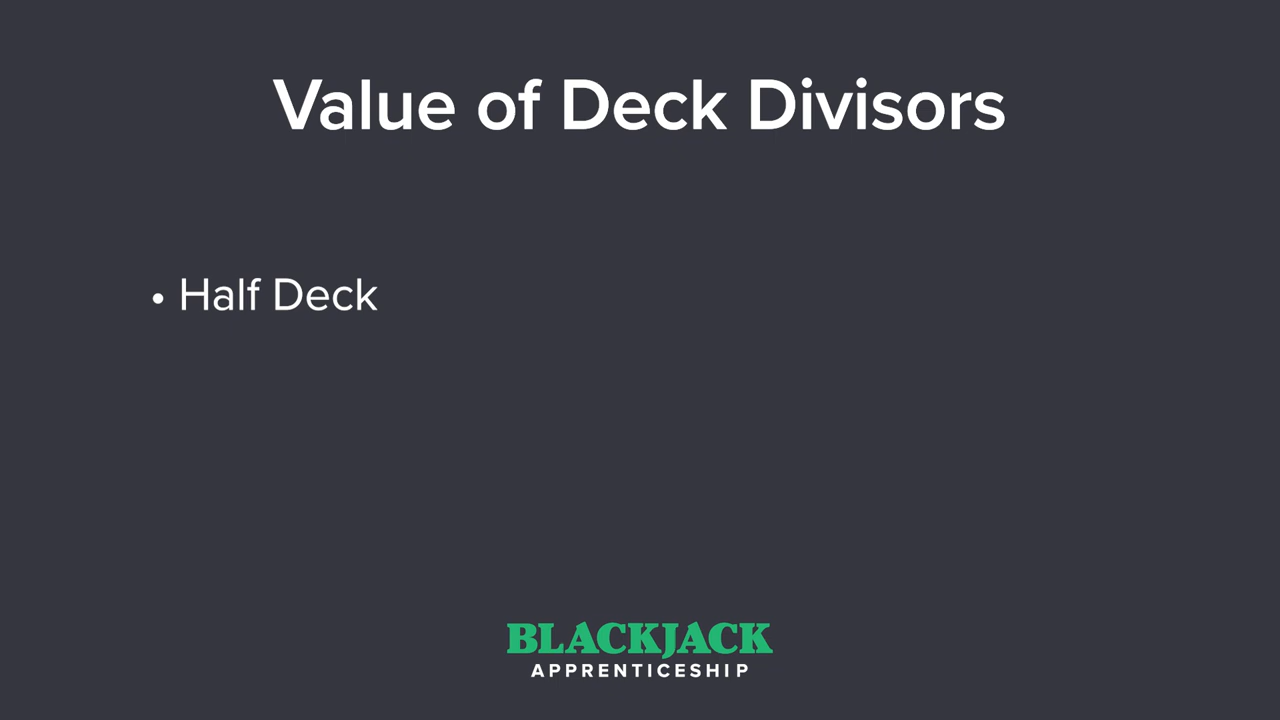 Value of Deck Divisors
• Half Deck
BLACKJACK
APPRENTICESHIP